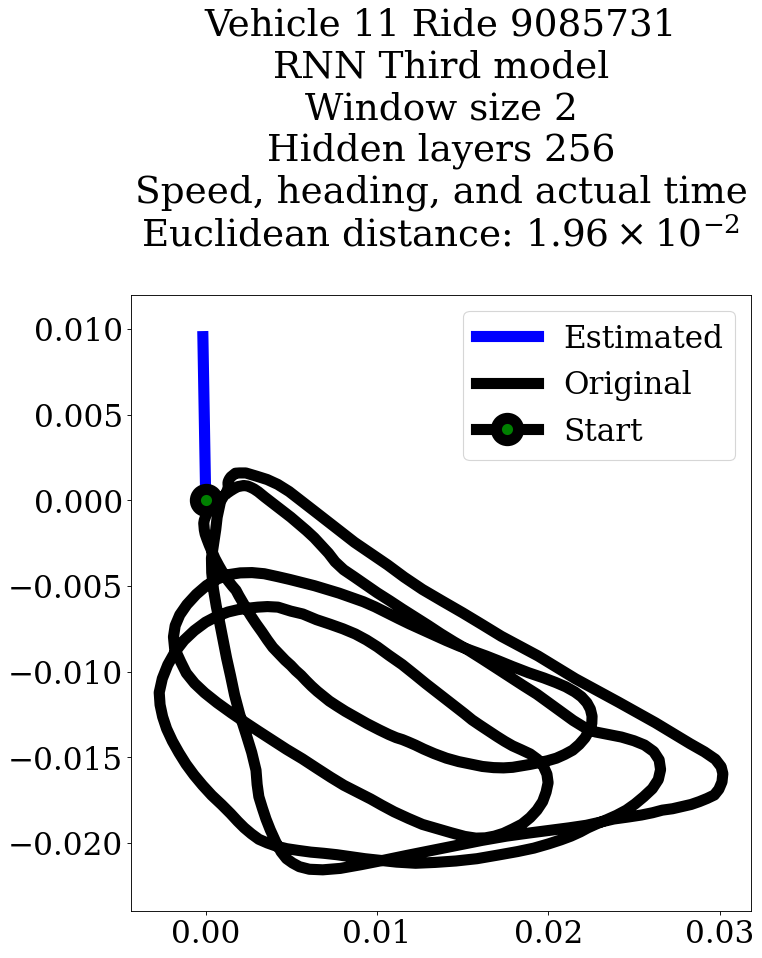 Vehicle 11 Ride 9085731
RNN Third model
Window size 2
Hidden layers 256
Speed, heading, and actual time
Euclidean distance: 1.96 × 10⁻²
Estimated
Original
Start
0.010
0.005
0.000
−0.005
−0.010
−0.015
−0.020
0.00 0.01 0.02 0.03